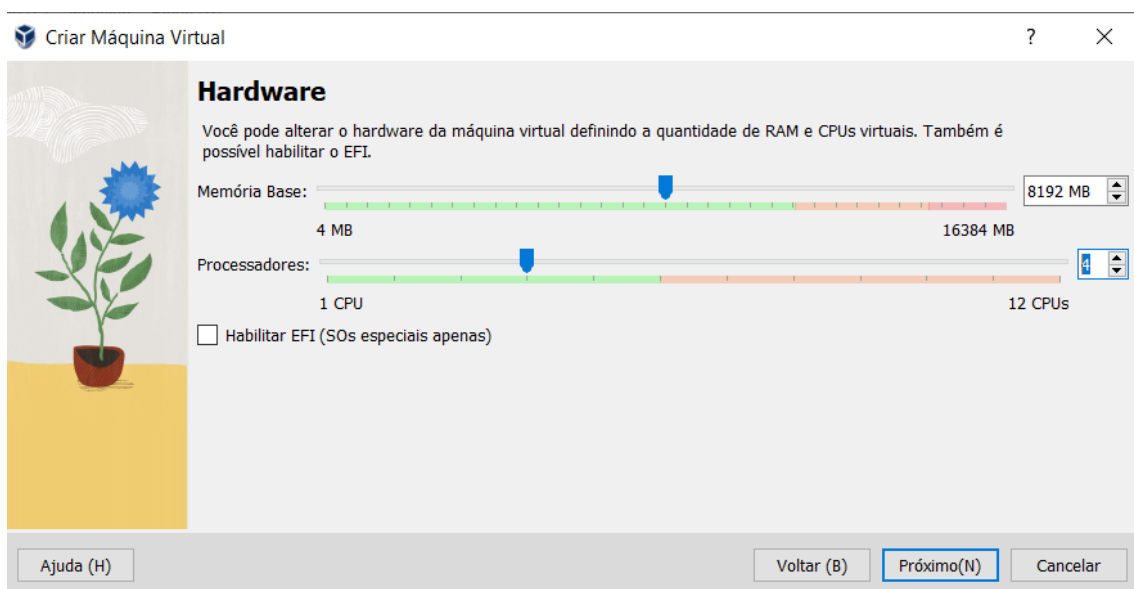 Criar Máquina Virtual
?
Hardware
Você pode alterar o hardware da máquina virtual definindo a quantidade de RAM e CPUs virtuais. Também é
possível habilitar o EFI.
Memória Base:
8192 MB
4 MB
16384 MB
Processadores:
4
1 CPU
12 CPUs
Habilitar EFI (SOs especiais apenas)
Ajuda (H)
Voltar (B)
Próximo(N)
Cancelar